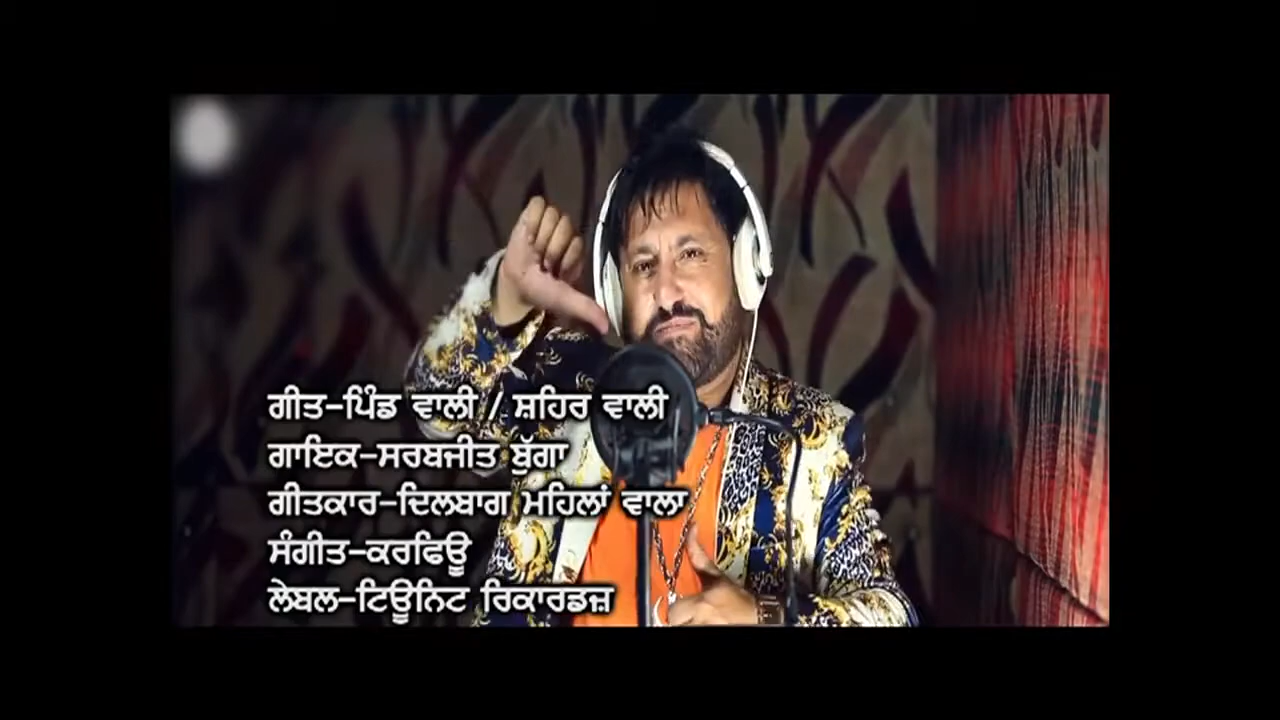 ਗੀਤ-ਪਿੰਡ ਵਾਲੀ / ਸ਼ਹਿਰ ਵਾਲੀ
ਗਾਇਕ-ਸਰਬਜੀਤ ਬੁੱਗਾ
ਗੀਤਕਾਰ-ਦਿਲਬਾਗ ਮਹਿਲਾਂ ਵਾਲਾ
ਸੰਗੀਤ-ਕਰਫਿਊ
ਲੇਬਲ-ਟਿਊਨਿਟ ਰਿਕਾਰਡਜ਼